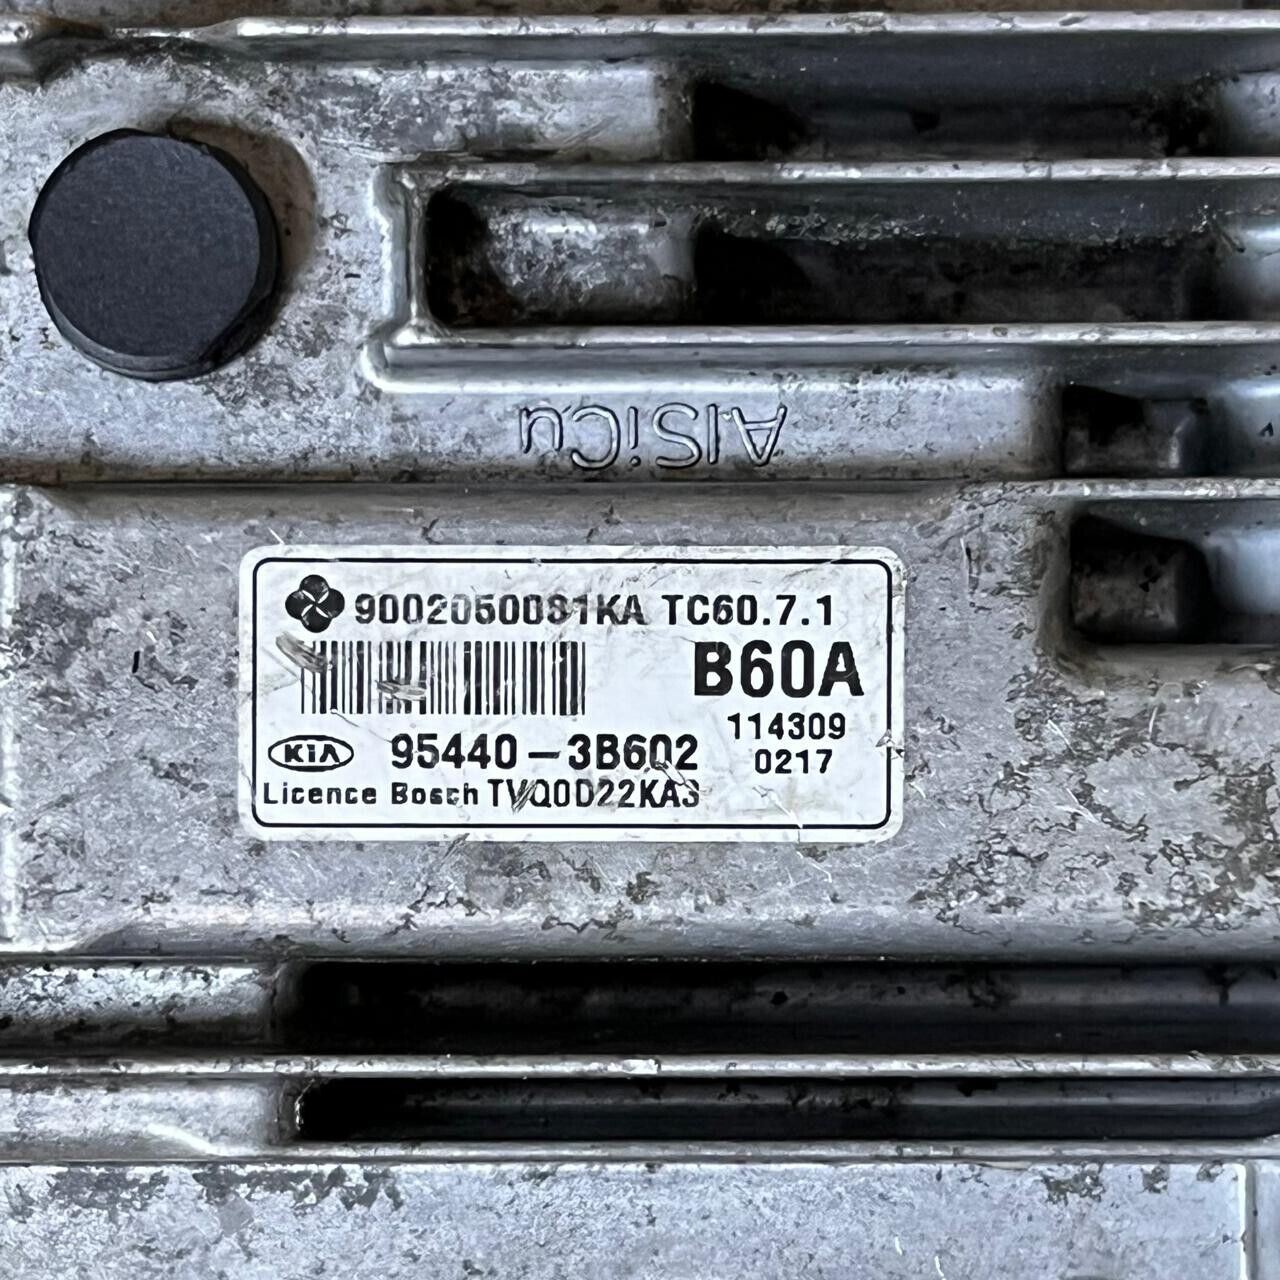 AlSiCu
9002050081KA TC60.7.1
B60A
114309
0217
KIA 95440-3B602
Licence Bosch TVQ0D22KA3